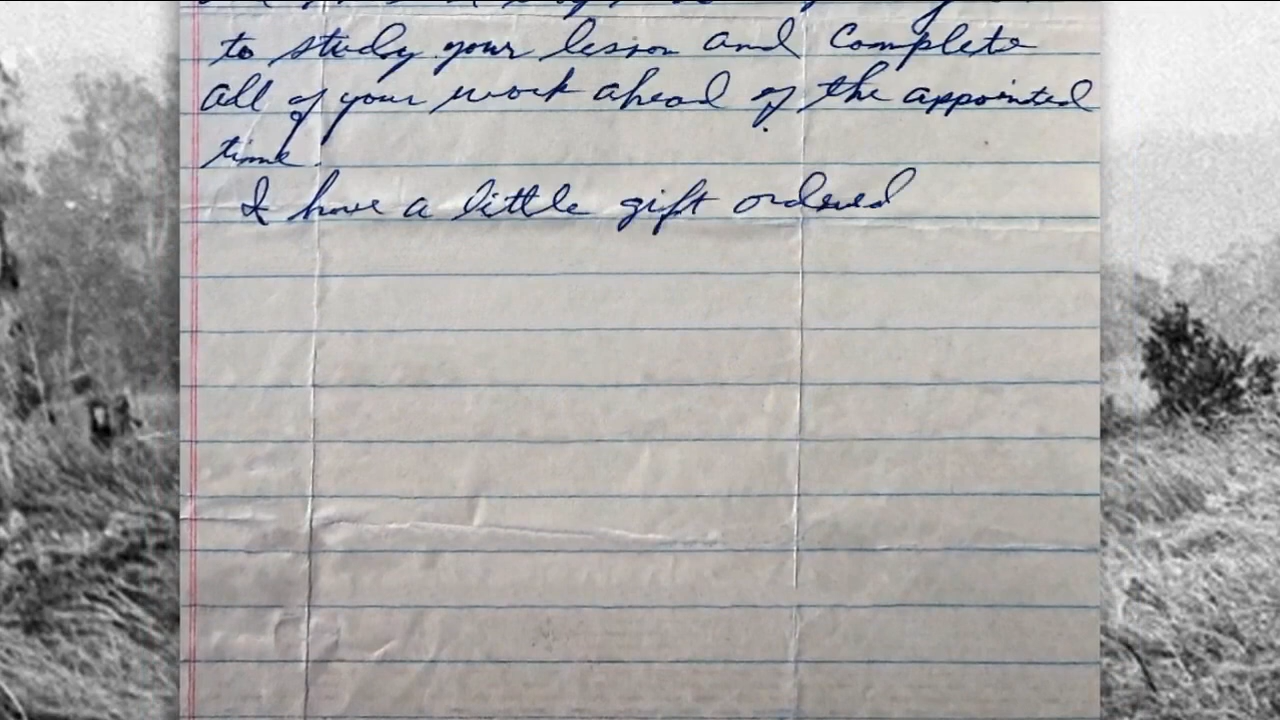 to study your lesson and complete
all of your work ahead of the appointed
time.
I have a little gift ordered